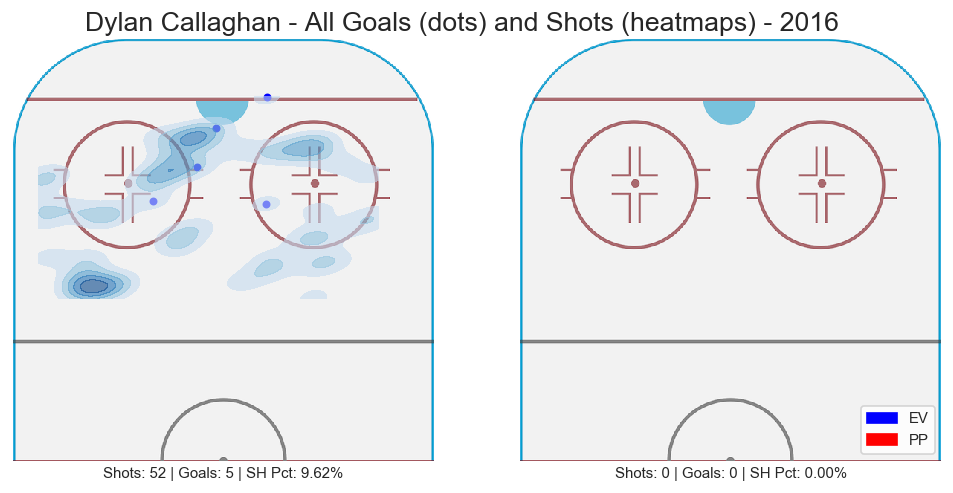 Dylan Callaghan - All Goals (dots) and Shots (heatmaps) - 2016
EV
PP
Shots: 52 | Goals: 5 | SH Pct: 9.62%
Shots: 0 | Goals: 0 | SH Pct: 0.00%